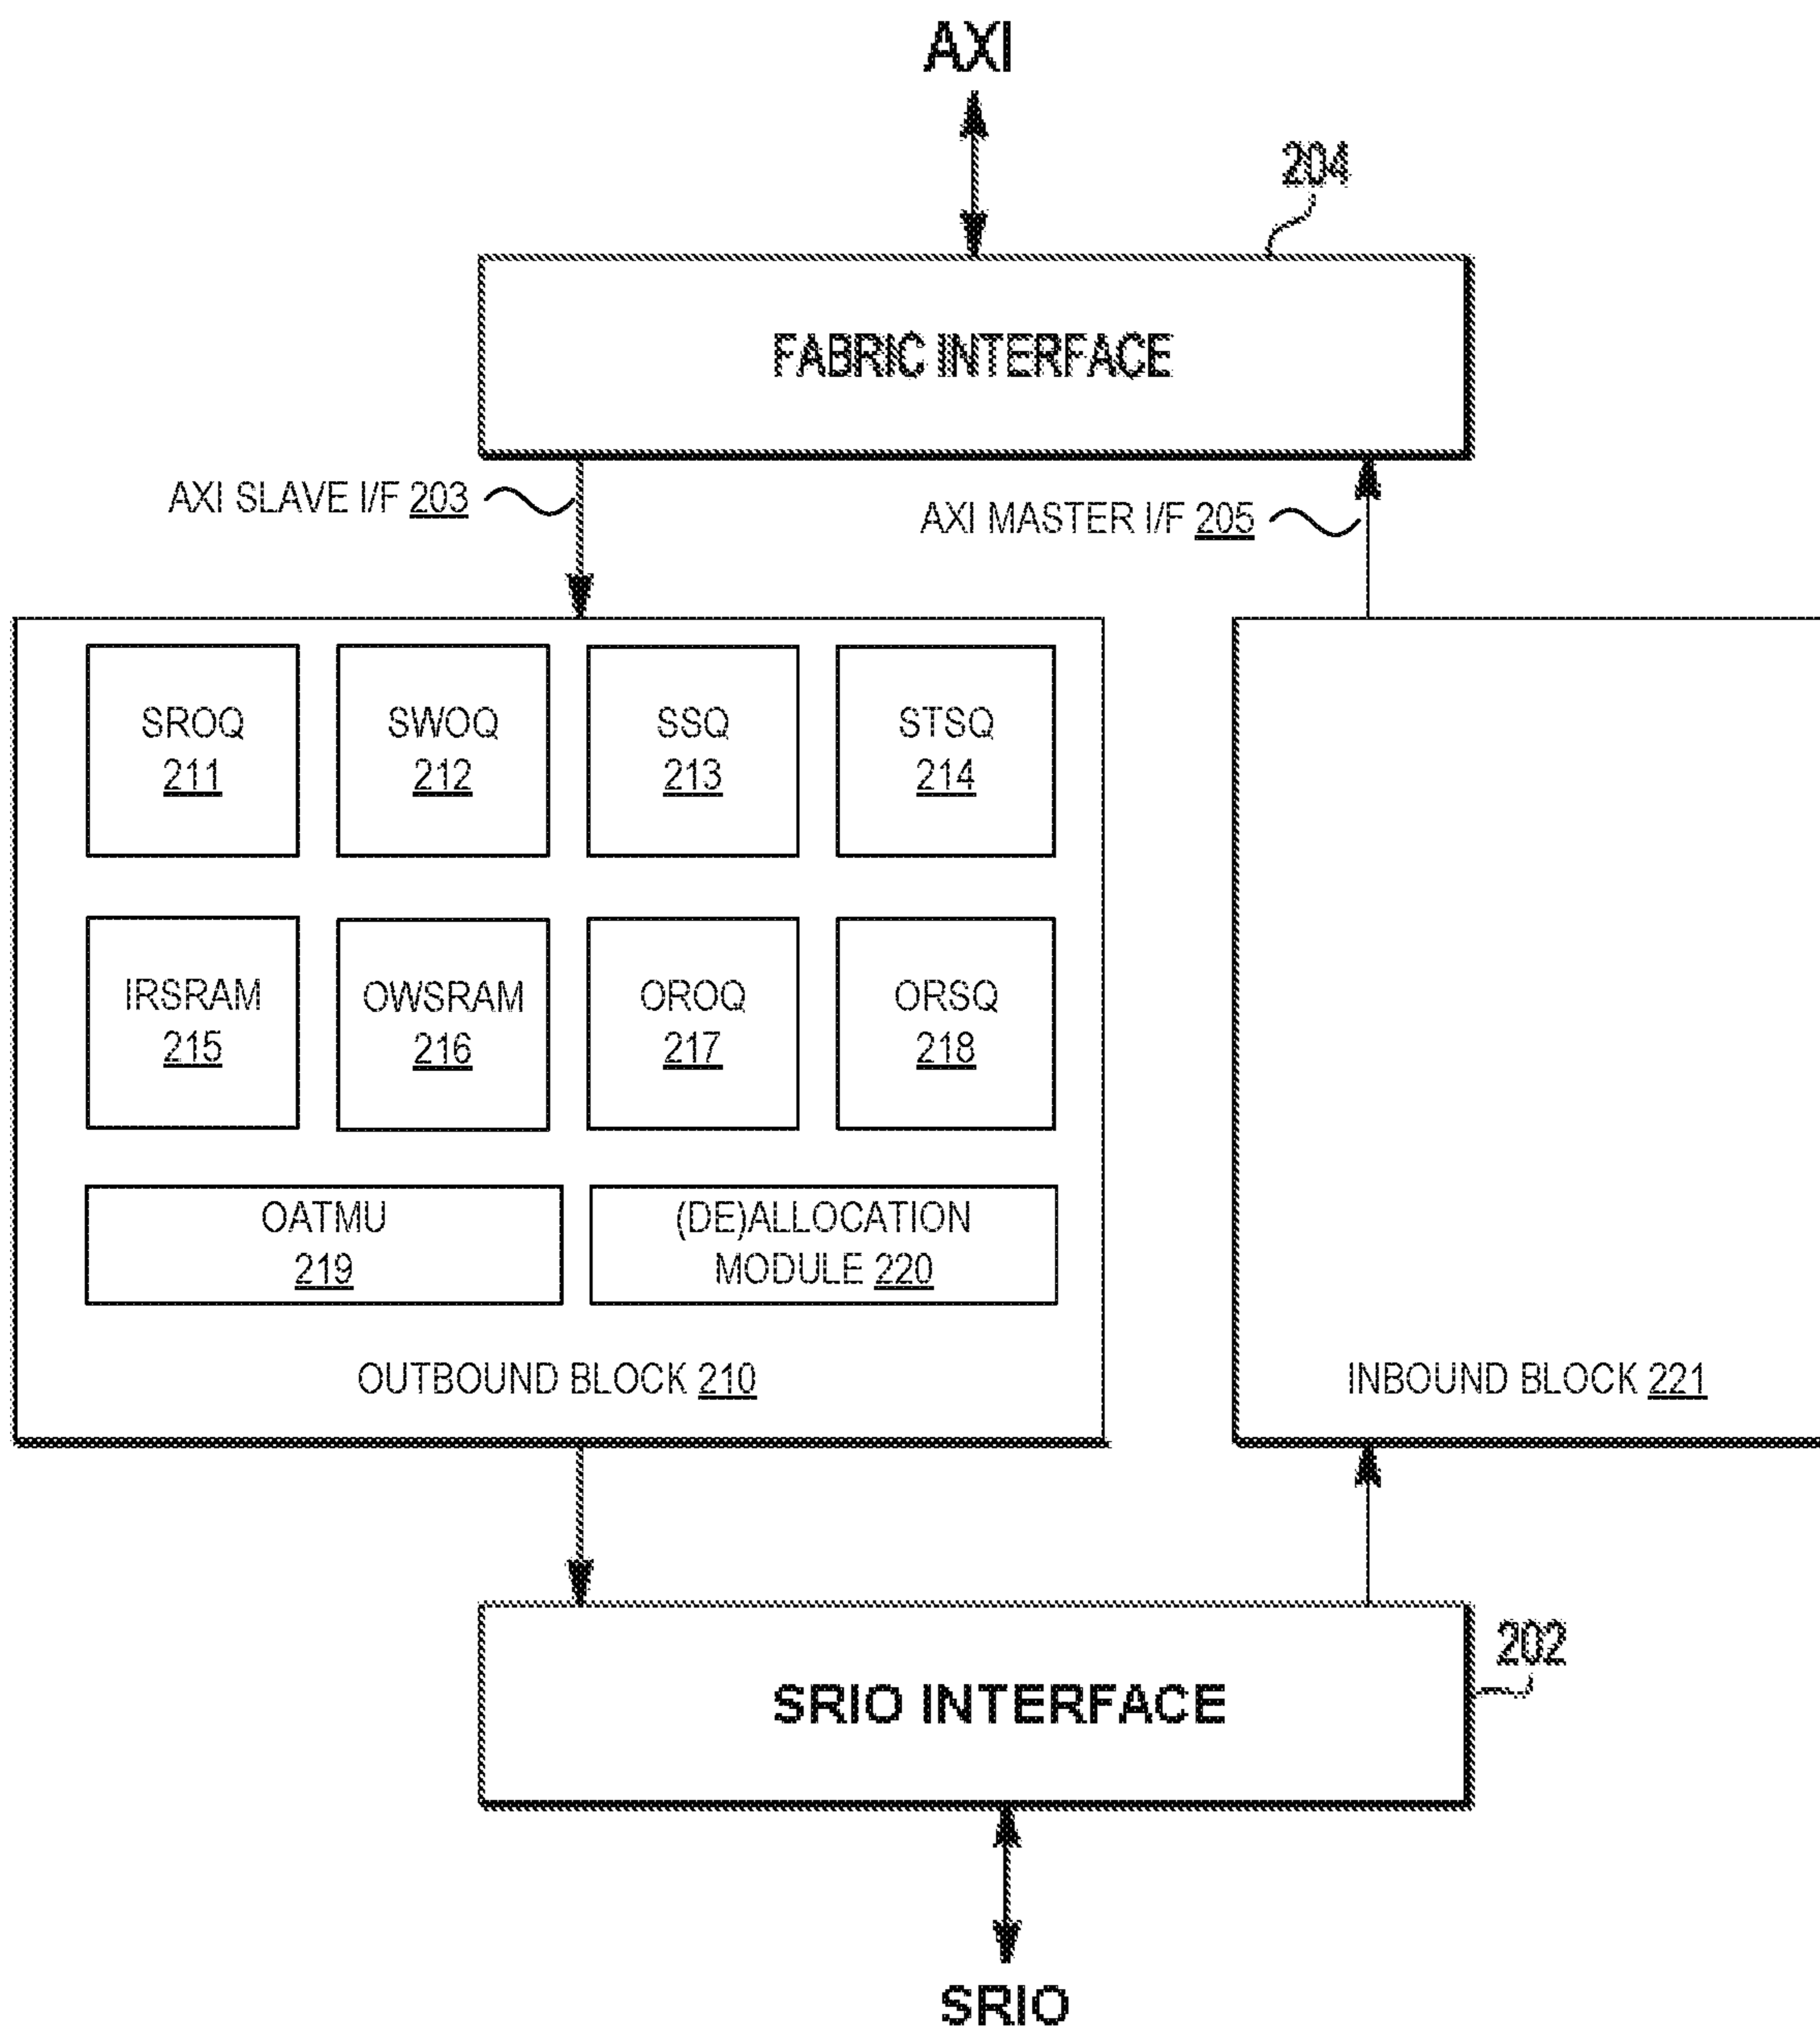 AXI
204
FABRIC INTERFACE
AXI SLAVE I/F 203
AXI MASTER I/F 205
SROQ
211
SWOQ
212
SSQ
213
STSQ
214
IRSRAM
215
OWSRAM
216
OROQ
217
ORSQ
218
OATMU
219
(DE)ALLOCATION
MODULE 220
OUTBOUND BLOCK 210
INBOUND BLOCK 221
202
SRIO INTERFACE
SRIO